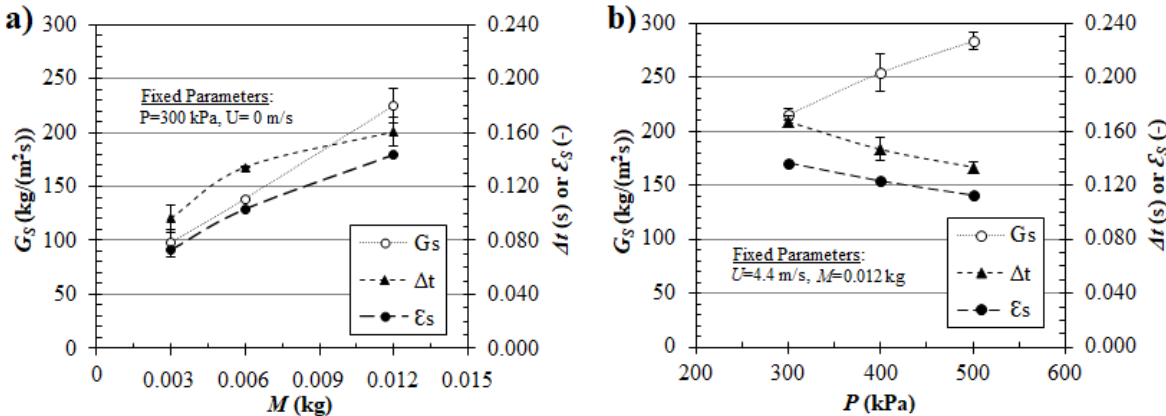 a)
300
250
200
150
100
50
0
G_S (kg/(m²s))
0.240
0.200
0.160
0.120
0.080
0.040
0.000
Δt (s) or Ɛ_S (-)
Fixed Parameters:
P=300 kPa, U= 0 m/s
Gs
Δt
Ɛs
0 0.003 0.006 0.009 0.012 0.015
M (kg)
b)
300
250
200
150
100
50
0
G_S (kg/(m²s))
0.240
0.200
0.160
0.120
0.080
0.040
0.000
Δt (s) or Ɛ_S (-)
Fixed Parameters:
U=4.4 m/s, M=0.012 kg
Gs
Δt
Ɛs
200 300 400 500 600
P (kPa)